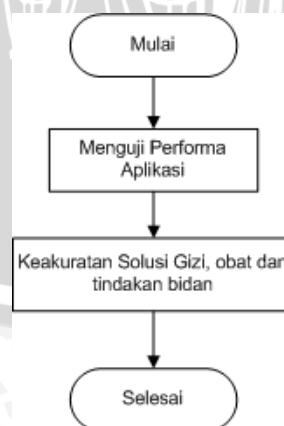 Mulai
Menguji Performa
Aplikasi
Keakuratan Solusi Gizi, obat dan
tindakan bidan
Selesai